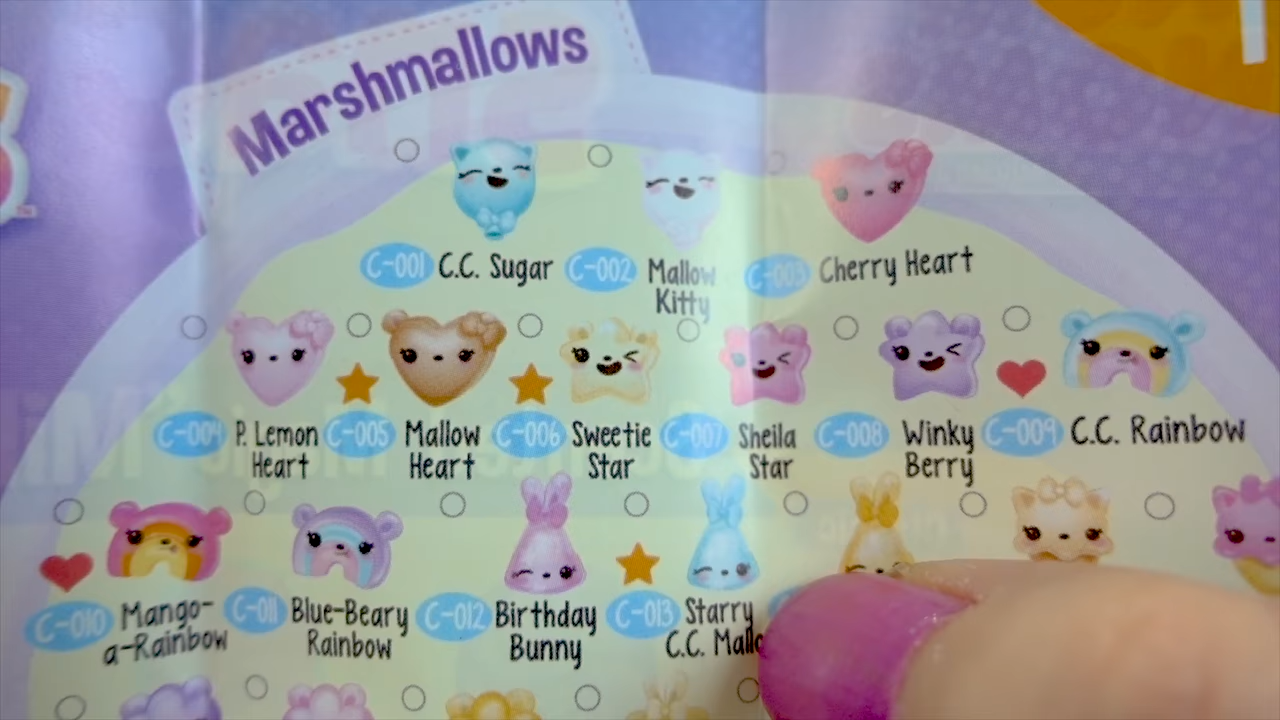 Marshmallows
C-001 C.C. Sugar C-002 Mallow Kitty C-003 Cherry Heart
C-004 P. Lemon Heart C-005 Mallow Heart C-006 Sweetie Star C-007 Sheila Star C-008 Winky Berry C-009 C.C. Rainbow
C-010 Mango-a-Rainbow C-011 Blue-Beary Rainbow C-012 Birthday Bunny C-013 Starry C.C.